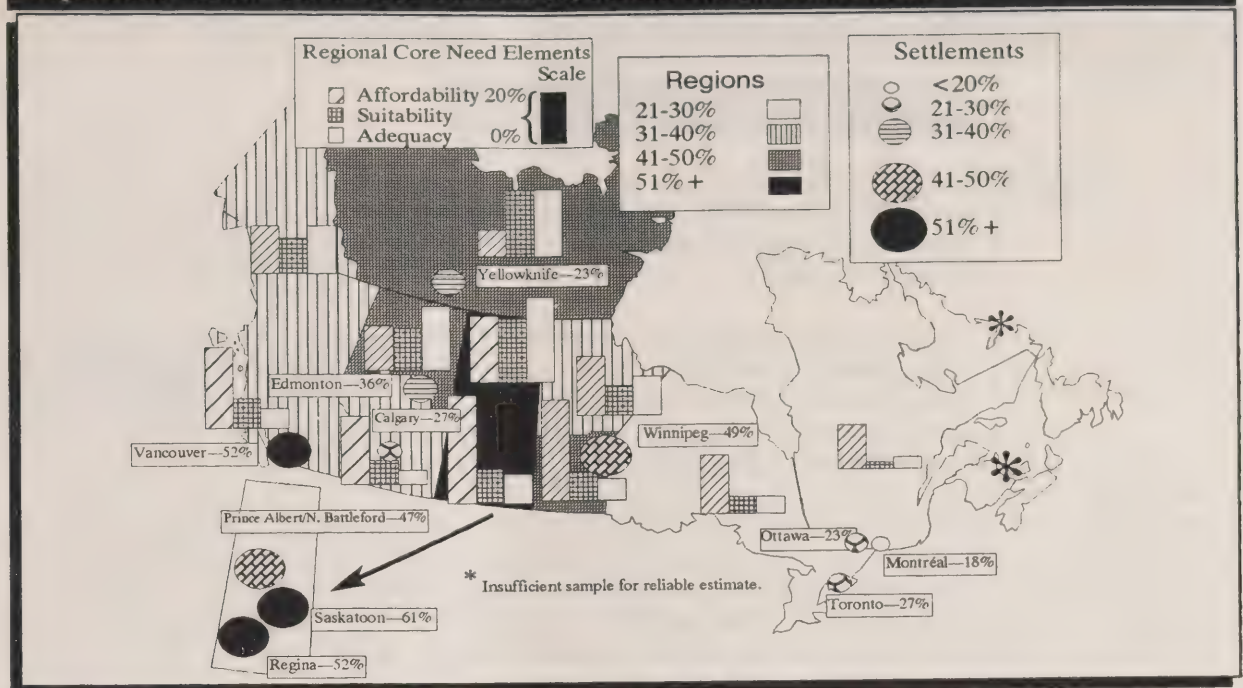 Regional Core Need Elements
Scale
Affordability 20%
Suitability
Adequacy 0%
Regions
21-30%
31-40%
41-50%
51% +
Settlements
<20%
21-30%
31-40%
41-50%
51% +
Yellowknife—23%
Edmonton—36%
Calgary—27%
Vancouver—52%
Winnipeg—49%
Prince Albert/N. Battleford—47%
Saskatoon—61%
Regina—52%
* Insufficient sample for reliable estimate.
Ottawa—23%
Montréal—18%
Toronto—27%